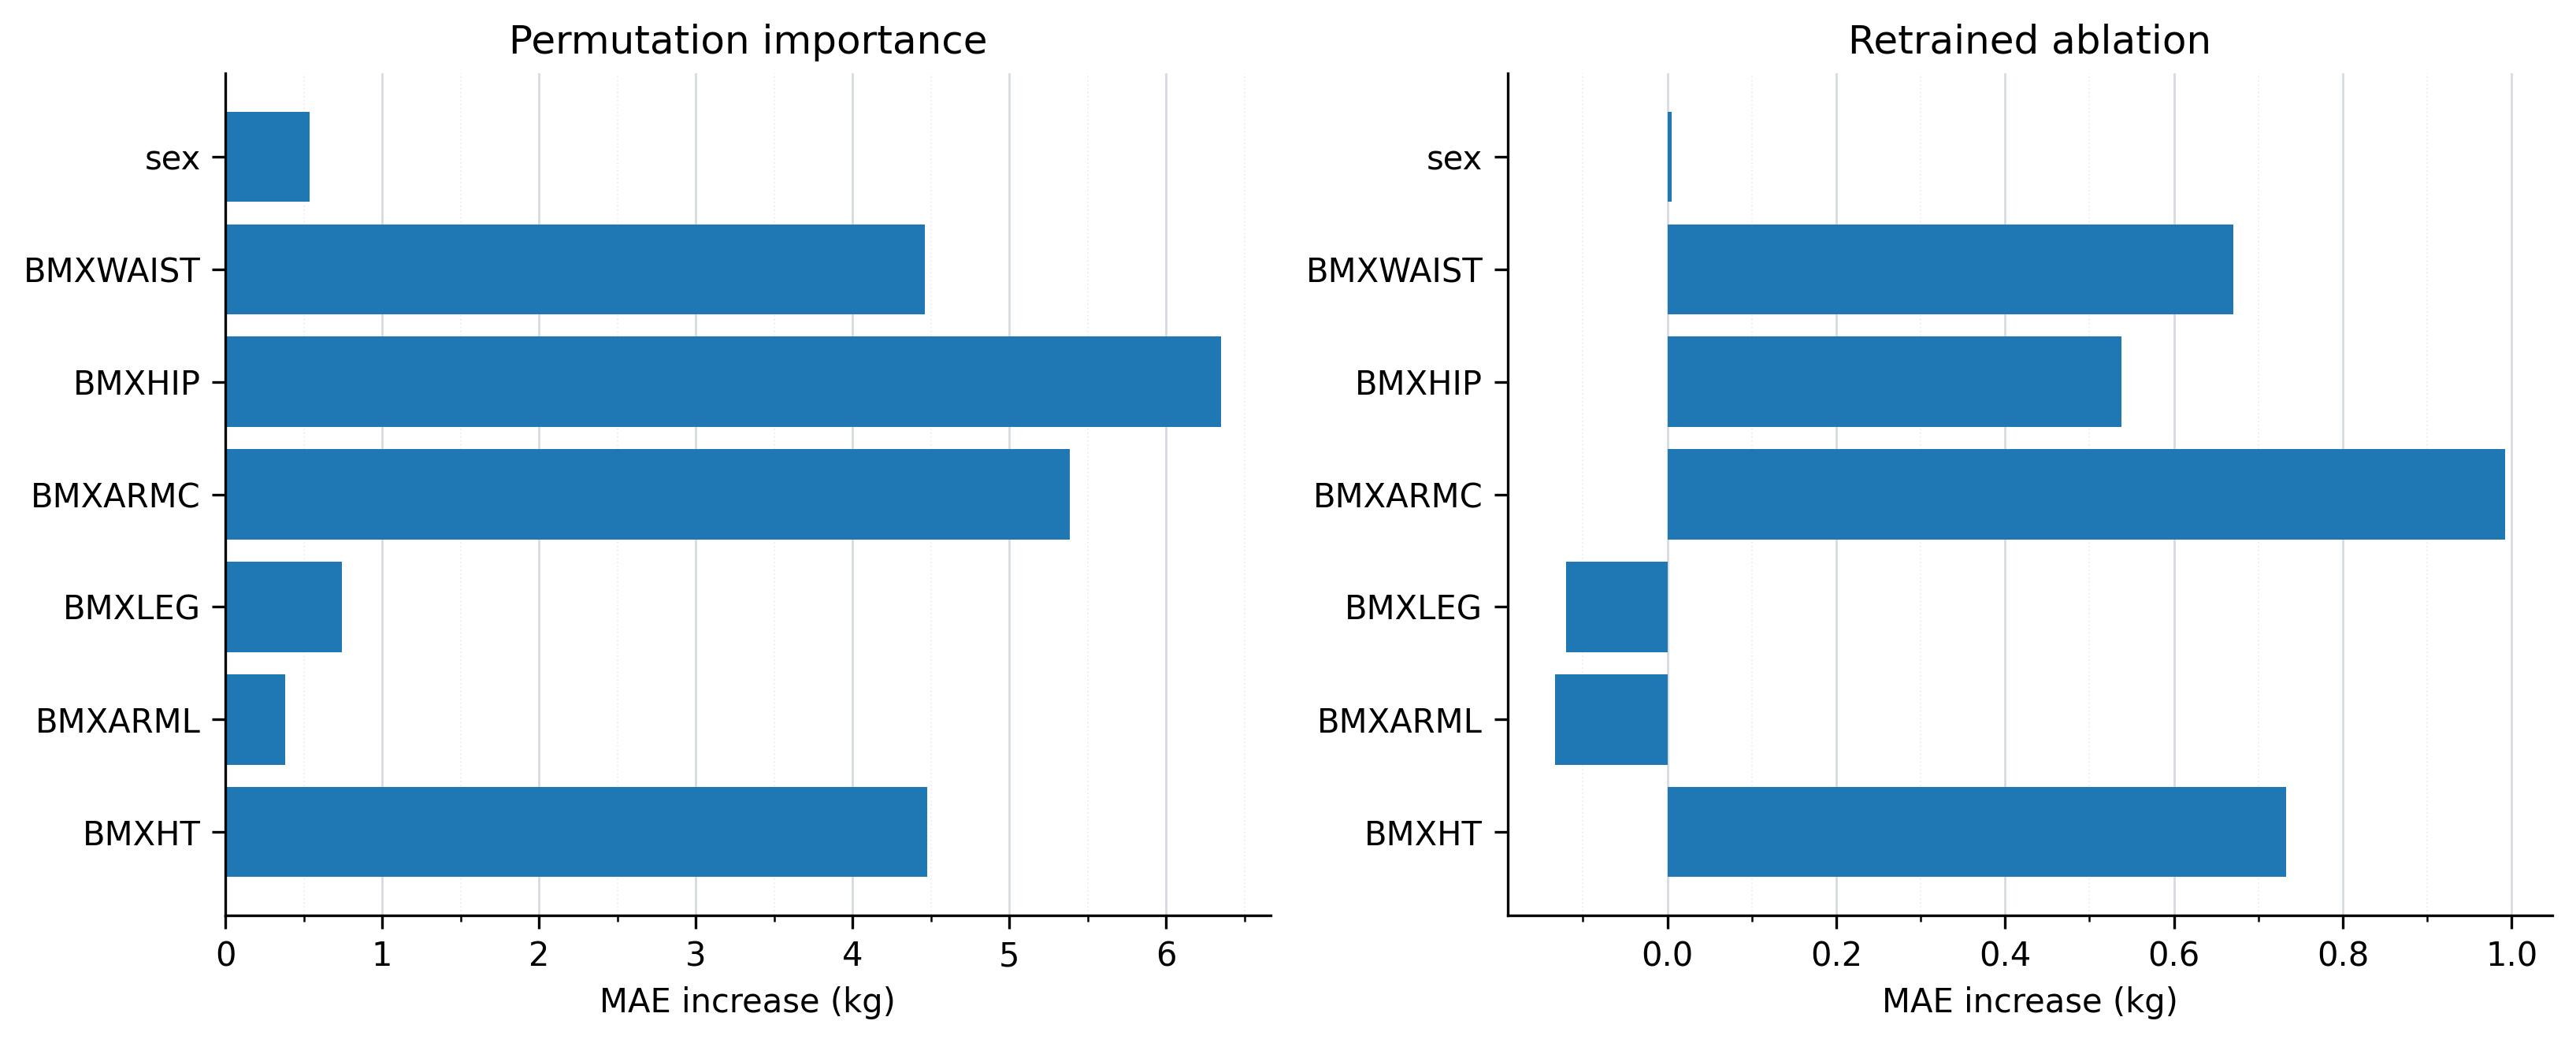 Permutation importance
sex
BMXWAIST
BMXHIP
BMXARMC
BMXLEG
BMXARML
BMXHT
0 1 2 3 4 5 6
MAE increase (kg)
Retrained ablation
sex
BMXWAIST
BMXHIP
BMXARMC
BMXLEG
BMXARML
BMXHT
0.0 0.2 0.4 0.6 0.8 1.0
MAE increase (kg)